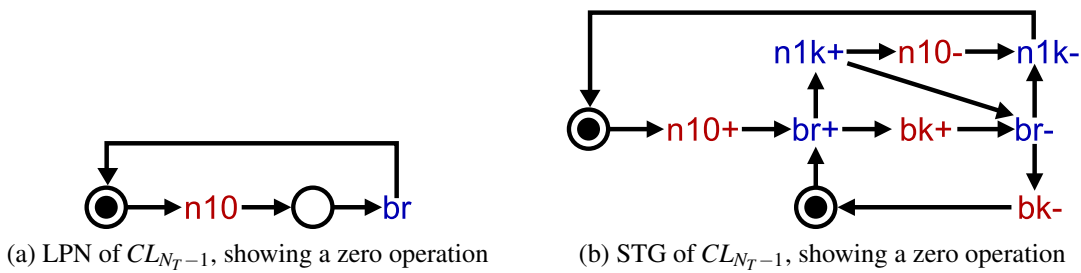 n1k+ n10- n1k-
n10+ br+ bk+ br-
n10 br bk-
(a) LPN of CL_{N_T−1}, showing a zero operation (b) STG of CL_{N_T−1}, showing a zero operation